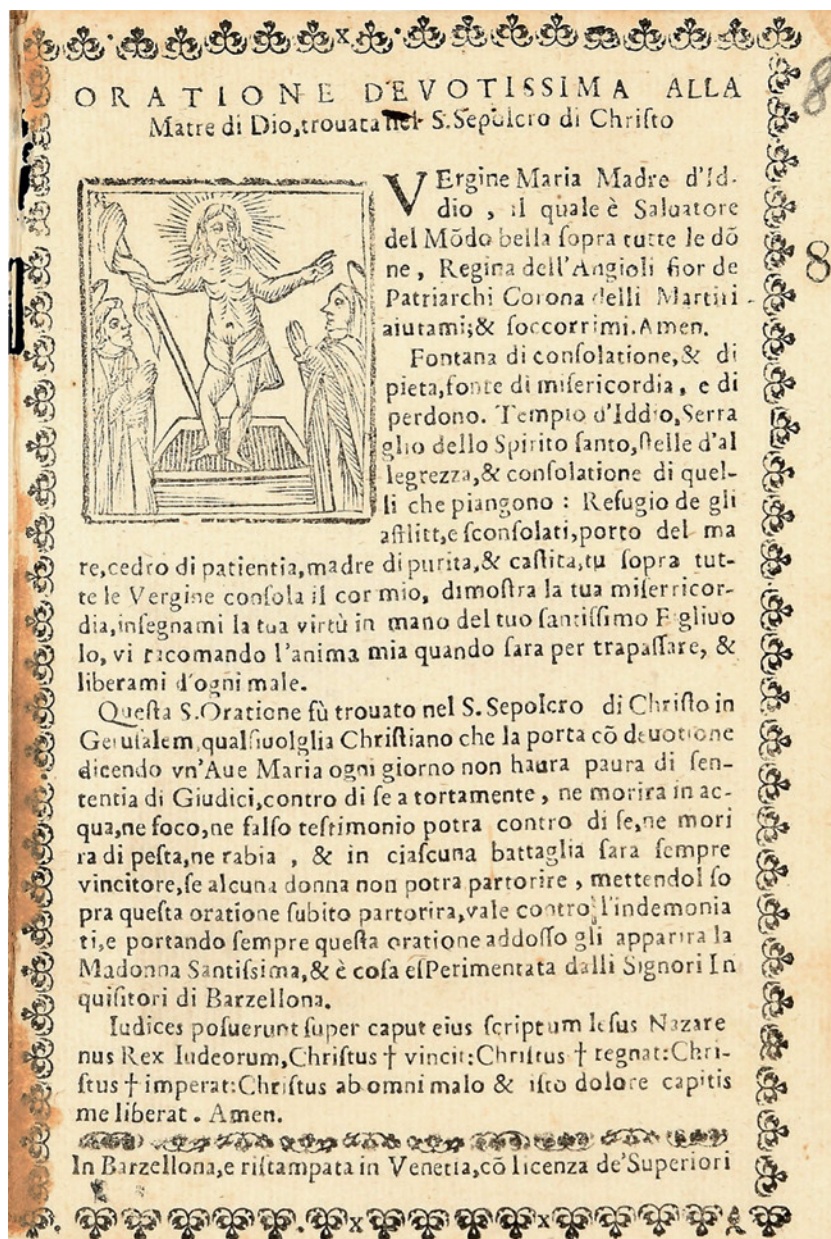 ORATIONE DEVOTISSIMA ALLA
Matre di Dio,trouata nel S.Sepolcro di Chriſto
VErgine Maria Madre d'Id-
dio , il quale è Saluatore
del Mõdo bella ſopra tutte le dõ
ne , Regina dell'Angioli fior de
Patriarchi Corona delli Martiri
aiutami;& ſoccorrimi.Amen.
Fontana di conſolatione,& di
pieta,fonte di miſericordia , e di
perdono. Tempio d'Iddio,Serra
glio dello Spirito ſanto,ſtelle d'al
legrezza,& conſolatione di quel-
li che piangono : Refugio de gli
afflitt,e ſconſolati,porto del ma
re,cedro di patientia,madre di purita,& caſtita,tu ſopra tut-
te le Vergine conſola il cor mio, dimoſtra la tua miſerricor-
dia,inſegnami la tua virtù in mano del tuo ſantiſſimo Figliuo
lo, vi racomando l'anima mia quando ſara per trapaſſare, &
liberami d'ogni male.
Queſta S.Oratione fù trouato nel S. Sepolcro di Chriſto in
Geruſalem,qualſiuolglia Chriſtiano che la porta cõ deuotione
dicendo vn'Aue Maria ogni giorno non haura paura di ſen-
tentia di Giudici,contro di ſe a tortamente , ne morira in ac-
qua,ne foco,ne falſo teſtimonio potra contro di ſe,ne mori
ra di peſta,ne rabia , & in ciaſcuna battaglia ſara ſempre
vincitore,ſe alcuna donna non potra partorire , mettendol ſo
pra queſta oratione ſubito partorira,vale contro l'indemonia
ti,e portando ſempre queſta oratione addoſſo gli apparira la
Madonna Santiſsima,& è coſa eſPerimentata dalli Signori In
quiſitori di Barzellona.
Iudices poſuerunt ſuper caput eius ſcriptum Ieſus Nazare
nus Rex Iudeorum,Chriſtus † vincit:Chriſtus † regnat:Chri-
ſtus † imperat:Chriſtus ab omni malo & iſto dolore capitis
me liberat . Amen.
In Barzellona,e riſtampata in Venetia,cõ licenza de'Superiori
8
8